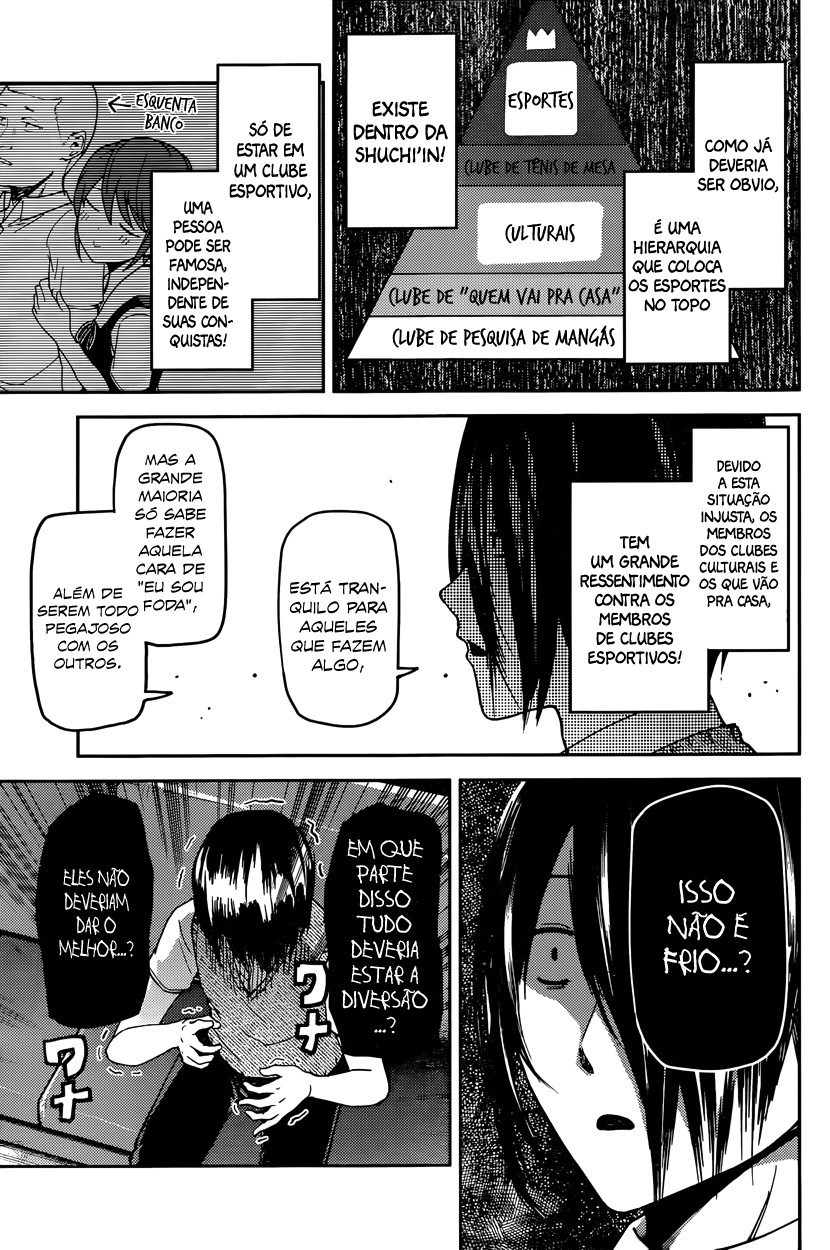 COMO JÁ
DEVERIA
SER OBVIO,
É UMA
HIERARQUIA
QUE COLOCA
OS ESPORTES
NO TOPO
ESPORTES
CLUBE DE TÊNIS DE MESA
CULTURAIS
CLUBE DE "QUEM VAI PRA CASA"
CLUBE DE PESQUISA DE MANGÁS
EXISTE
DENTRO DA
SHUCHI'IN!
SÓ DE
ESTAR EM
UM CLUBE
ESPORTIVO,
UMA
PESSOA
PODE SER
FAMOSA,
INDEPEN-
DENTE DE
SUAS CON-
QUISTAS!
ESQUENTA
BANCO
DEVIDO
A ESTA
SITUAÇÃO
INJUSTA, OS
MEMBROS
DOS CLUBES
CULTURAIS E
OS QUE VÃO
PRA CASA,
TEM
UM GRANDE
RESSENTIMENTO
CONTRA OS
MEMBROS
DE CLUBES
ESPORTIVOS!
ESTÁ TRAN-
QUILO PARA
AQUELES
QUE FAZEM
ALGO,
MAS A
GRANDE
MAIORIA
SÓ SABE
FAZER
AQUELA
CARA DE
"EU SOU
FODA",
ALÉM DE
SEREM TODO
PEGAJOSO
COM OS
OUTROS.
ISSO
NÃO É
FRIO...?
EM QUE
PARTE
DISSO
TUDO
DEVERIA
ESTAR A
DIVERSÃO
...?
ワナ
ELES NÃO
DEVERIAM
DAR O
MELHOR...?
ワナ